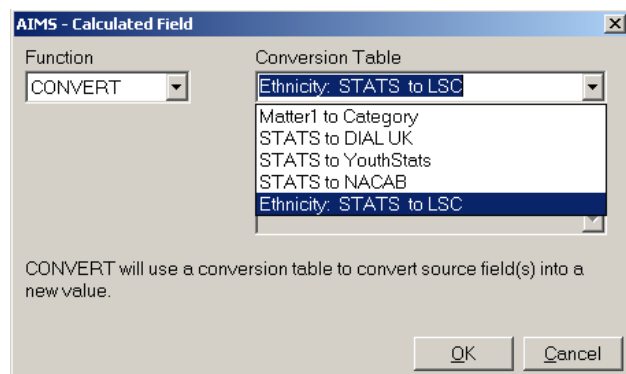 AIMS - Calculated Field
Function
Conversion Table
CONVERT
Ethnicity: STATS to LSC
Matter1 to Category
STATS to DIAL UK
STATS to YouthStats
STATS to NACAB
Ethnicity: STATS to LSC
CONVERT will use a conversion table to convert source field(s) into a
new value.
OK
Cancel